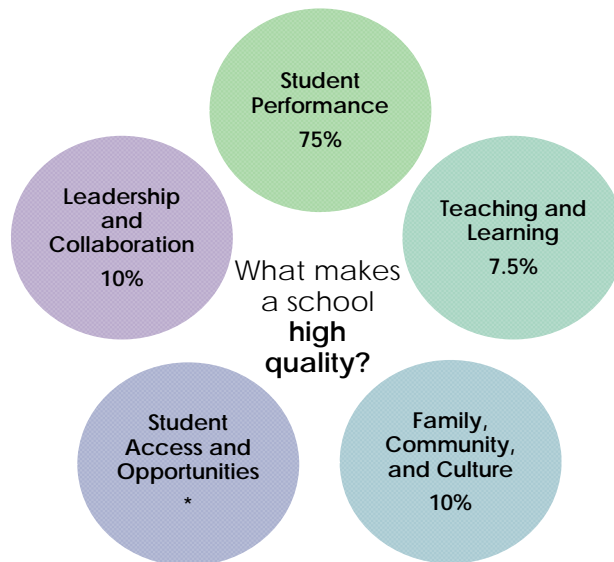 Student
Performance
75%
Leadership
and
Collaboration
10%
Teaching and
Learning
7.5%
What makes
a school
high
quality?
Student
Access and
Opportunities
*
Family,
Community,
and Culture
10%